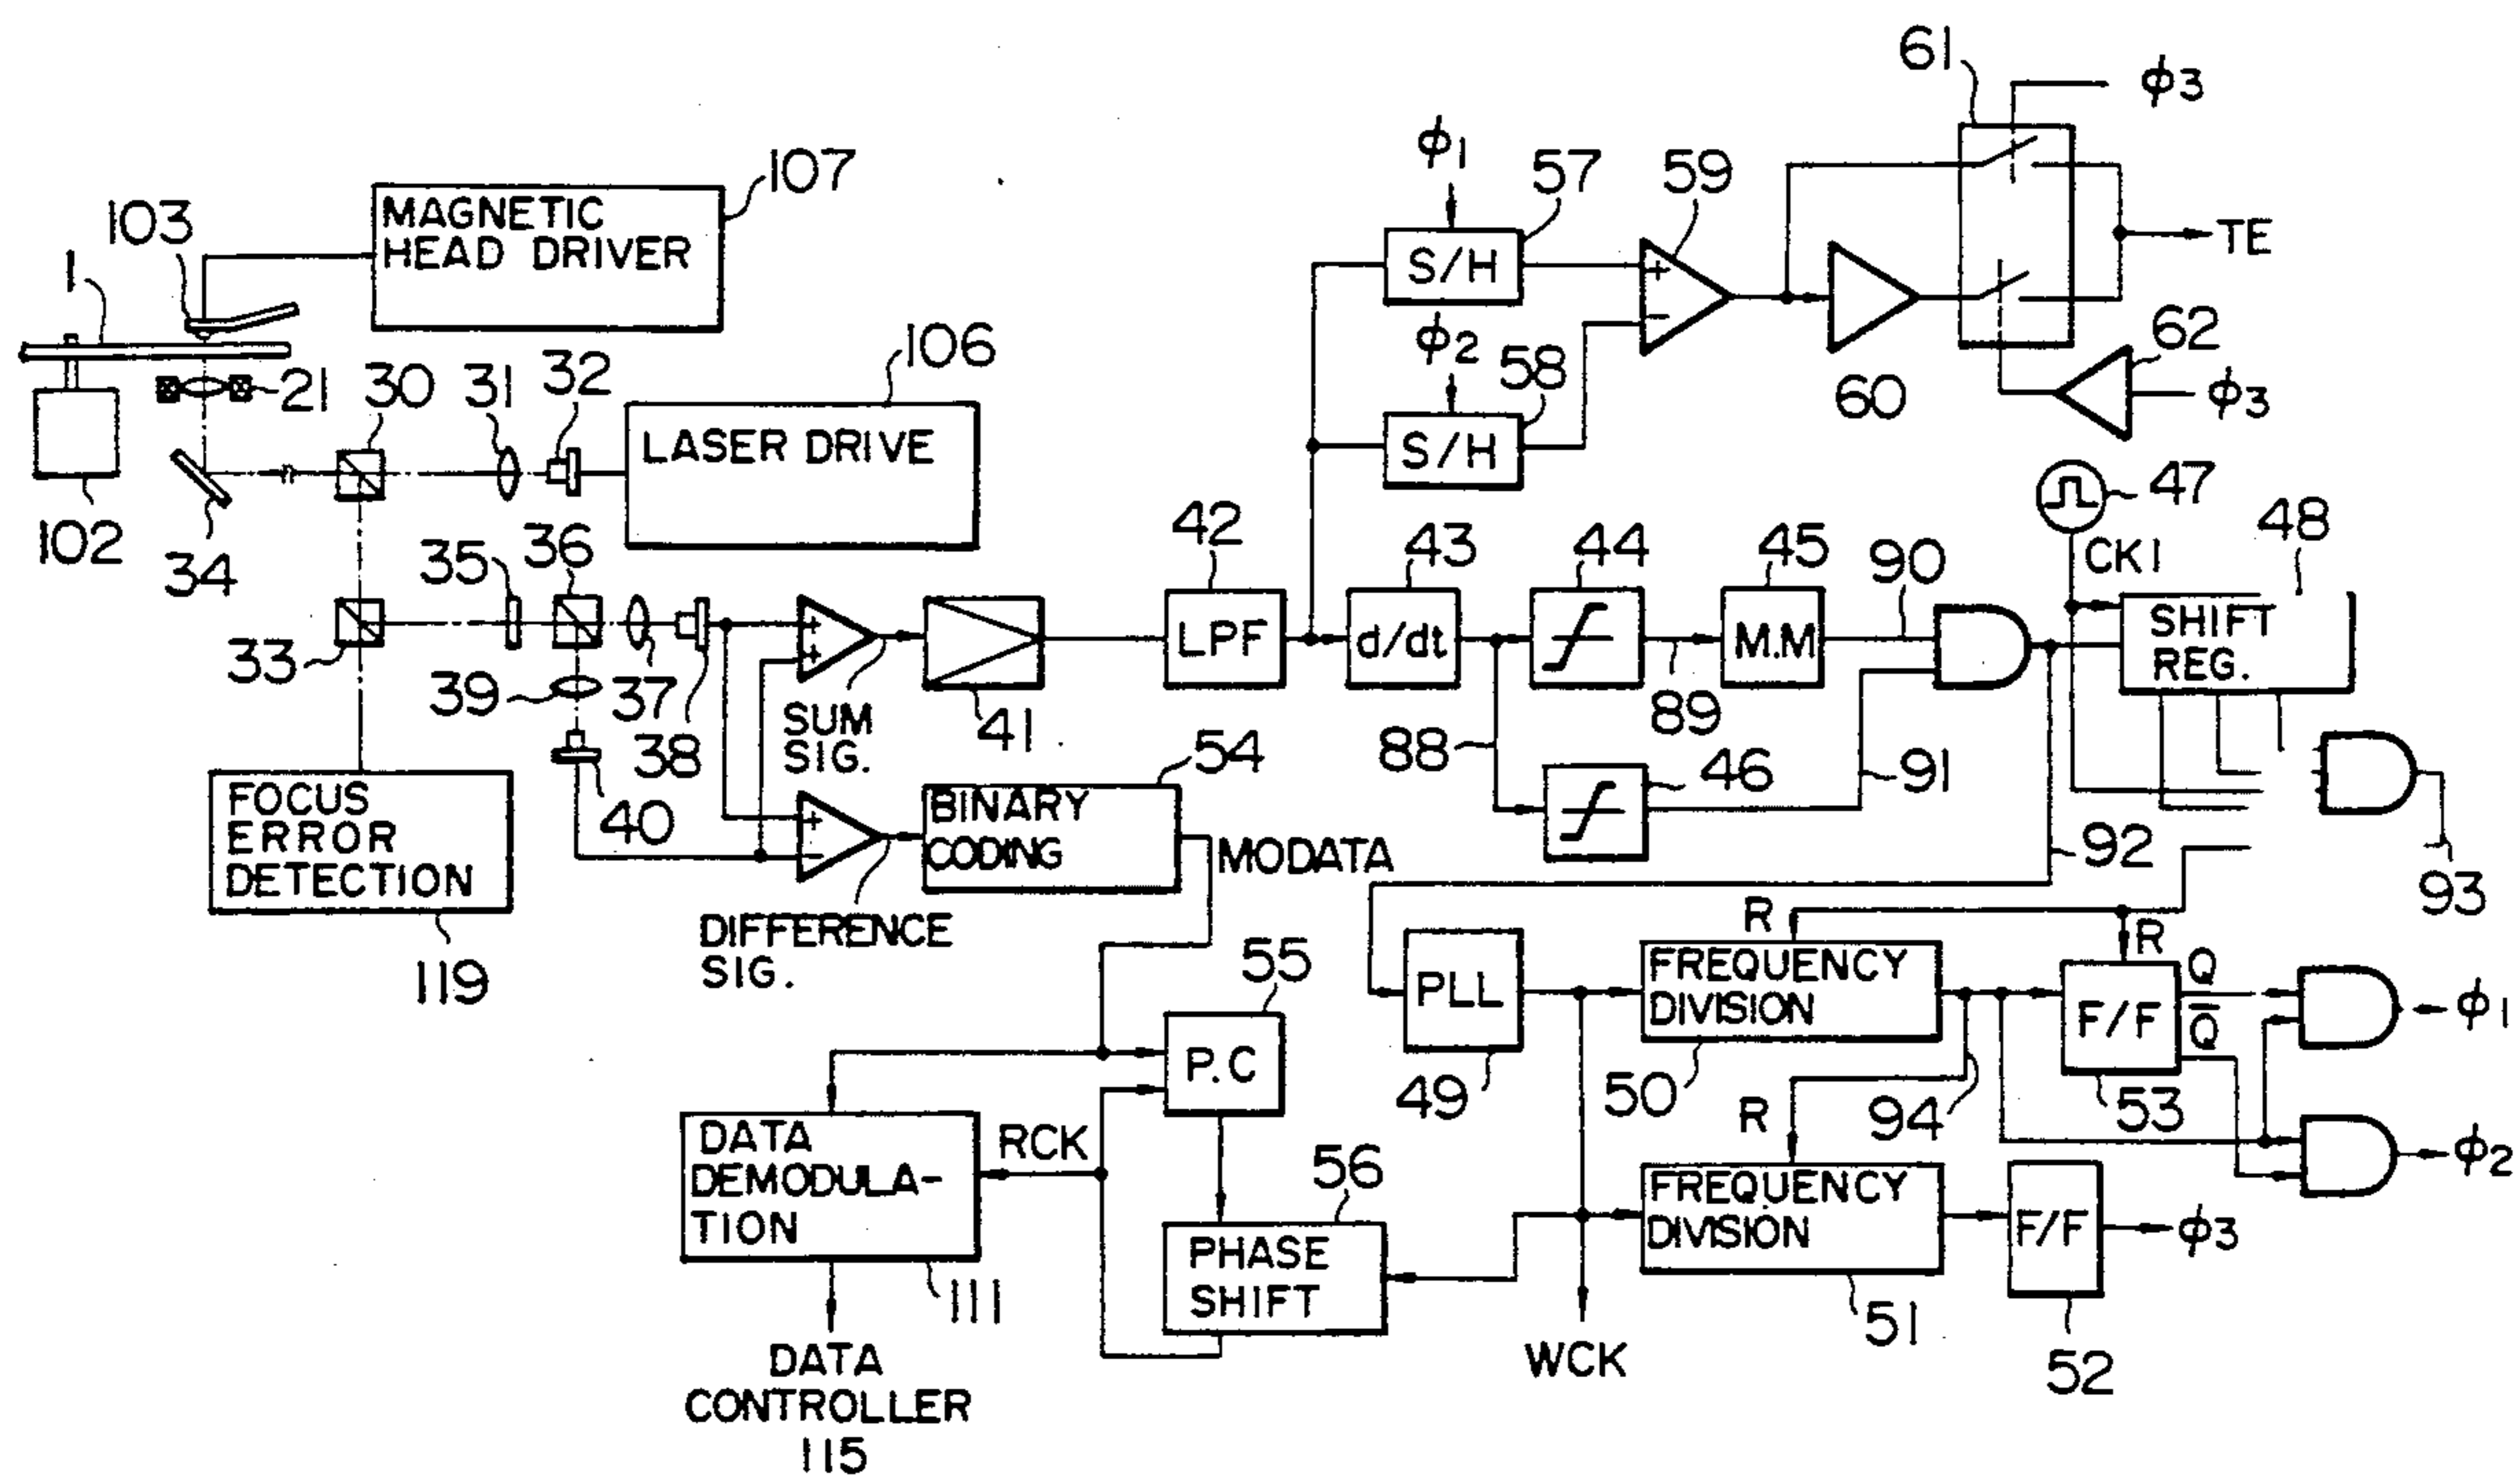 61
ϕ3
ϕ1
57
59
107
103
MAGNETIC
HEAD DRIVER
1
S/H
+
−
TE
ϕ2
58
62
60
ϕ3
106
21
30
31
32
LASER DRIVE
S/H
47
48
102
34
35
36
42
43
44
45
90
CK1
33
39
37
38
+
+
SUM
SIG.
41
LPF
d/dt
M.M
89
SHIFT
REG.
88
46
91
54
40
FOCUS
ERROR
DETECTION
+
−
BINARY
CODING
MODATA
92
93
DIFFERENCE
SIG.
119
55
R
R
PLL
FREQUENCY
DIVISION
F/F
Q
Q̅
ϕ1
P.C
49
50
94
53
R
DATA
DEMODULA-
TION
RCK
56
ϕ2
PHASE
SHIFT
FREQUENCY
DIVISION
F/F
ϕ3
111
51
WCK
52
DATA
CONTROLLER
115